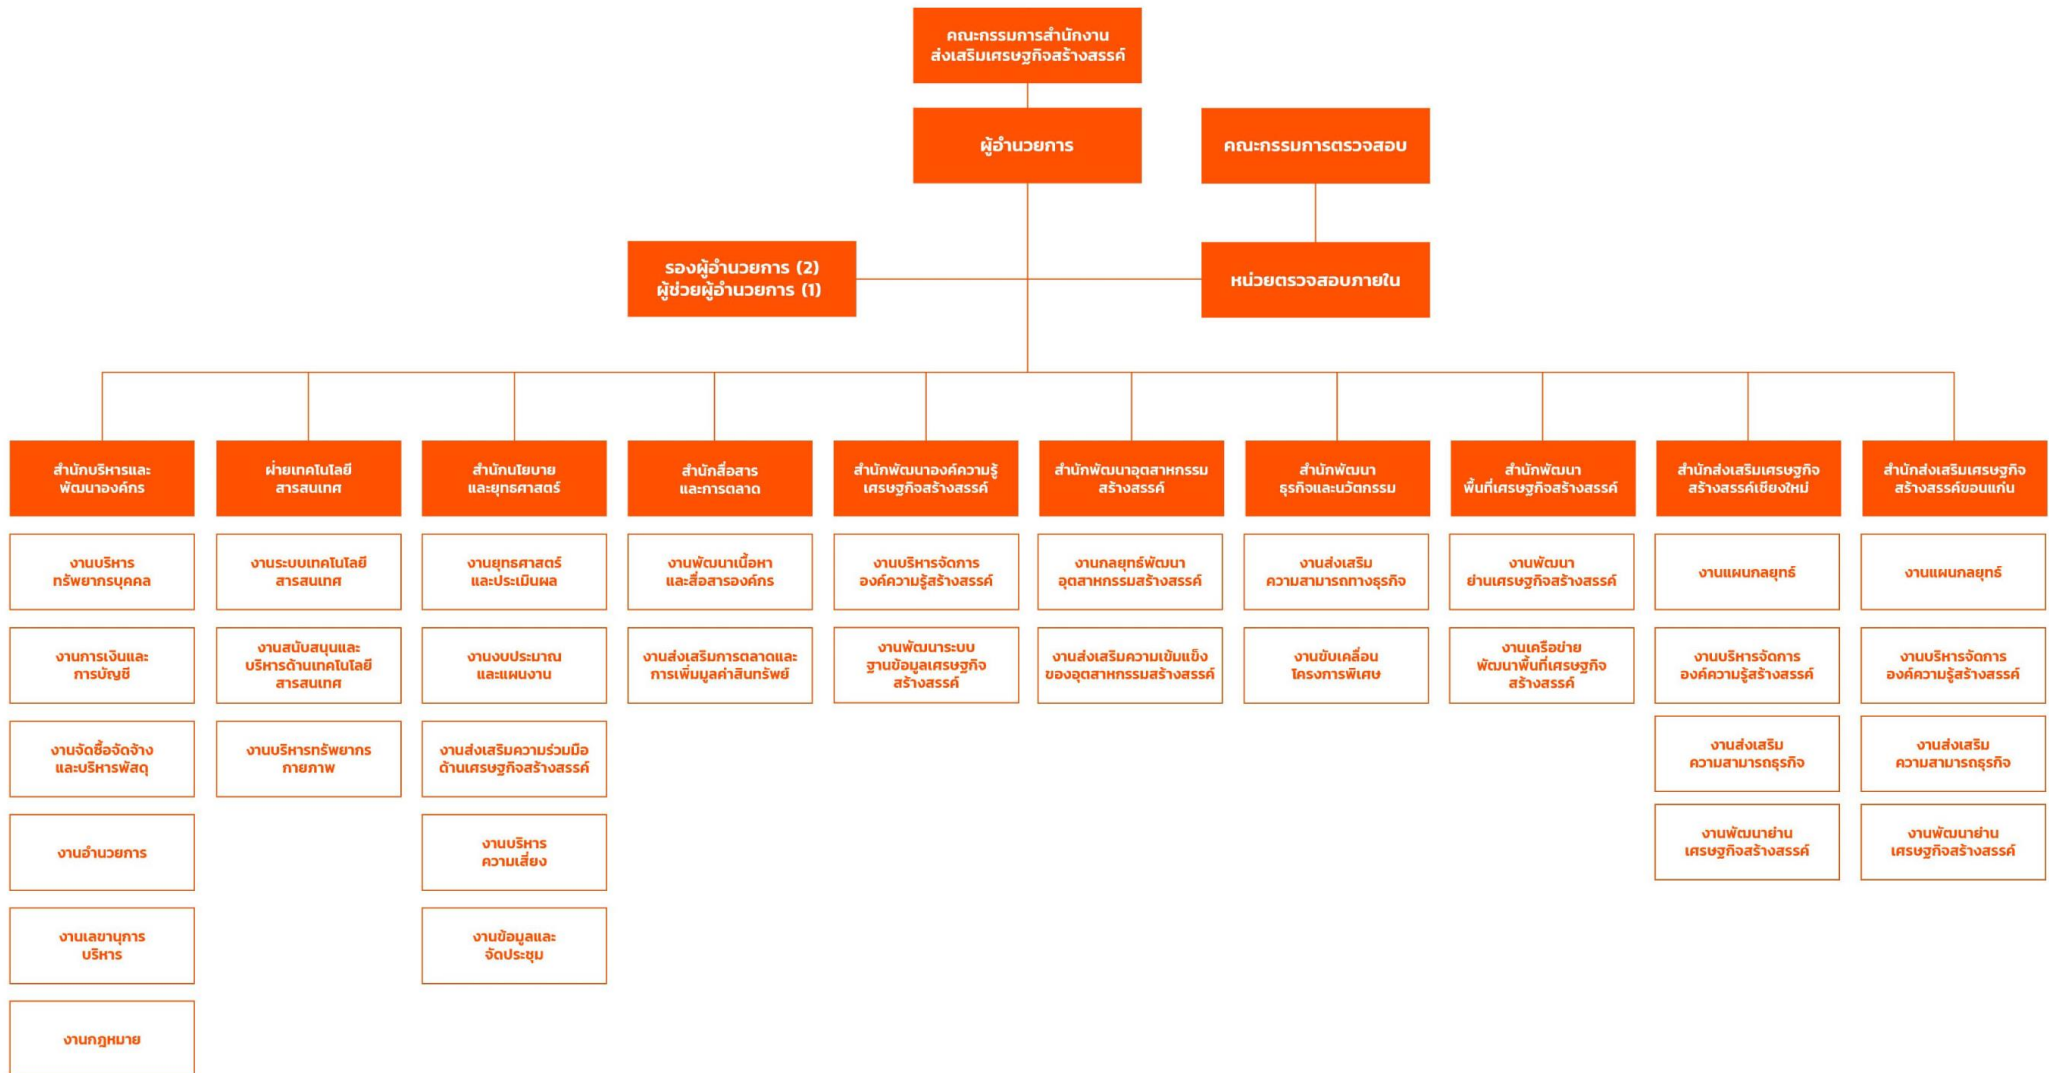 คณะกรรมการสำนักงาน
ส่งเสริมเศรษฐกิจสร้างสรรค์
ผู้อำนวยการ
คณะกรรมการตรวจสอบ
รองผู้อำนวยการ (2)
ผู้ช่วยผู้อำนวยการ (1)
หน่วยตรวจสอบภายใน
สำนักบริหารและ
พัฒนาองค์กร
งานบริหาร
ทรัพยากรบุคคล
งานการเงินและ
การบัญชี
งานจัดซื้อจัดจ้าง
และบริหารพัสดุ
งานอำนวยการ
งานเลขานุการ
บริหาร
งานกฎหมาย
ฝ่ายเทคโนโลยี
สารสนเทศ
งานระบบเทคโนโลยี
สารสนเทศ
งานสนับสนุนและ
บริหารด้านเทคโนโลยี
สารสนเทศ
งานบริหารทรัพยากร
กายภาพ
สำนักนโยบาย
และยุทธศาสตร์
งานยุทธศาสตร์
และประเมินผล
งานงบประมาณ
และแผนงาน
งานส่งเสริมความร่วมมือ
ด้านเศรษฐกิจสร้างสรรค์
งานบริหาร
ความเสี่ยง
งานข้อมูลและ
จัดประชุม
สำนักสื่อสาร
และการตลาด
งานพัฒนาเนื้อหา
และสื่อสารองค์กร
งานส่งเสริมการตลาดและ
การเพิ่มมูลค่าสินทรัพย์
สำนักพัฒนาองค์ความรู้
เศรษฐกิจสร้างสรรค์
งานบริหารจัดการ
องค์ความรู้สร้างสรรค์
งานพัฒนาระบบ
ฐานข้อมูลเศรษฐกิจ
สร้างสรรค์
สำนักพัฒนาอุตสาหกรรม
สร้างสรรค์
งานกลยุทธ์พัฒนา
อุตสาหกรรมสร้างสรรค์
งานส่งเสริมความเข้มแข็ง
ของอุตสาหกรรมสร้างสรรค์
สำนักพัฒนา
ธุรกิจและนวัตกรรม
งานส่งเสริม
ความสามารถทางธุรกิจ
งานขับเคลื่อน
โครงการพิเศษ
สำนักพัฒนา
พื้นที่เศรษฐกิจสร้างสรรค์
งานพัฒนา
ย่านเศรษฐกิจสร้างสรรค์
งานเครือข่าย
พัฒนาพื้นที่เศรษฐกิจ
สร้างสรรค์
สำนักส่งเสริมเศรษฐกิจ
สร้างสรรค์เชียงใหม่
งานแผนกลยุทธ์
งานบริหารจัดการ
องค์ความรู้สร้างสรรค์
งานส่งเสริม
ความสามารถธุรกิจ
งานพัฒนาย่าน
เศรษฐกิจสร้างสรรค์
สำนักส่งเสริมเศรษฐกิจ
สร้างสรรค์ขอนแก่น
งานแผนกลยุทธ์
งานบริหารจัดการ
องค์ความรู้สร้างสรรค์
งานส่งเสริม
ความสามารถธุรกิจ
งานพัฒนาย่าน
เศรษฐกิจสร้างสรรค์